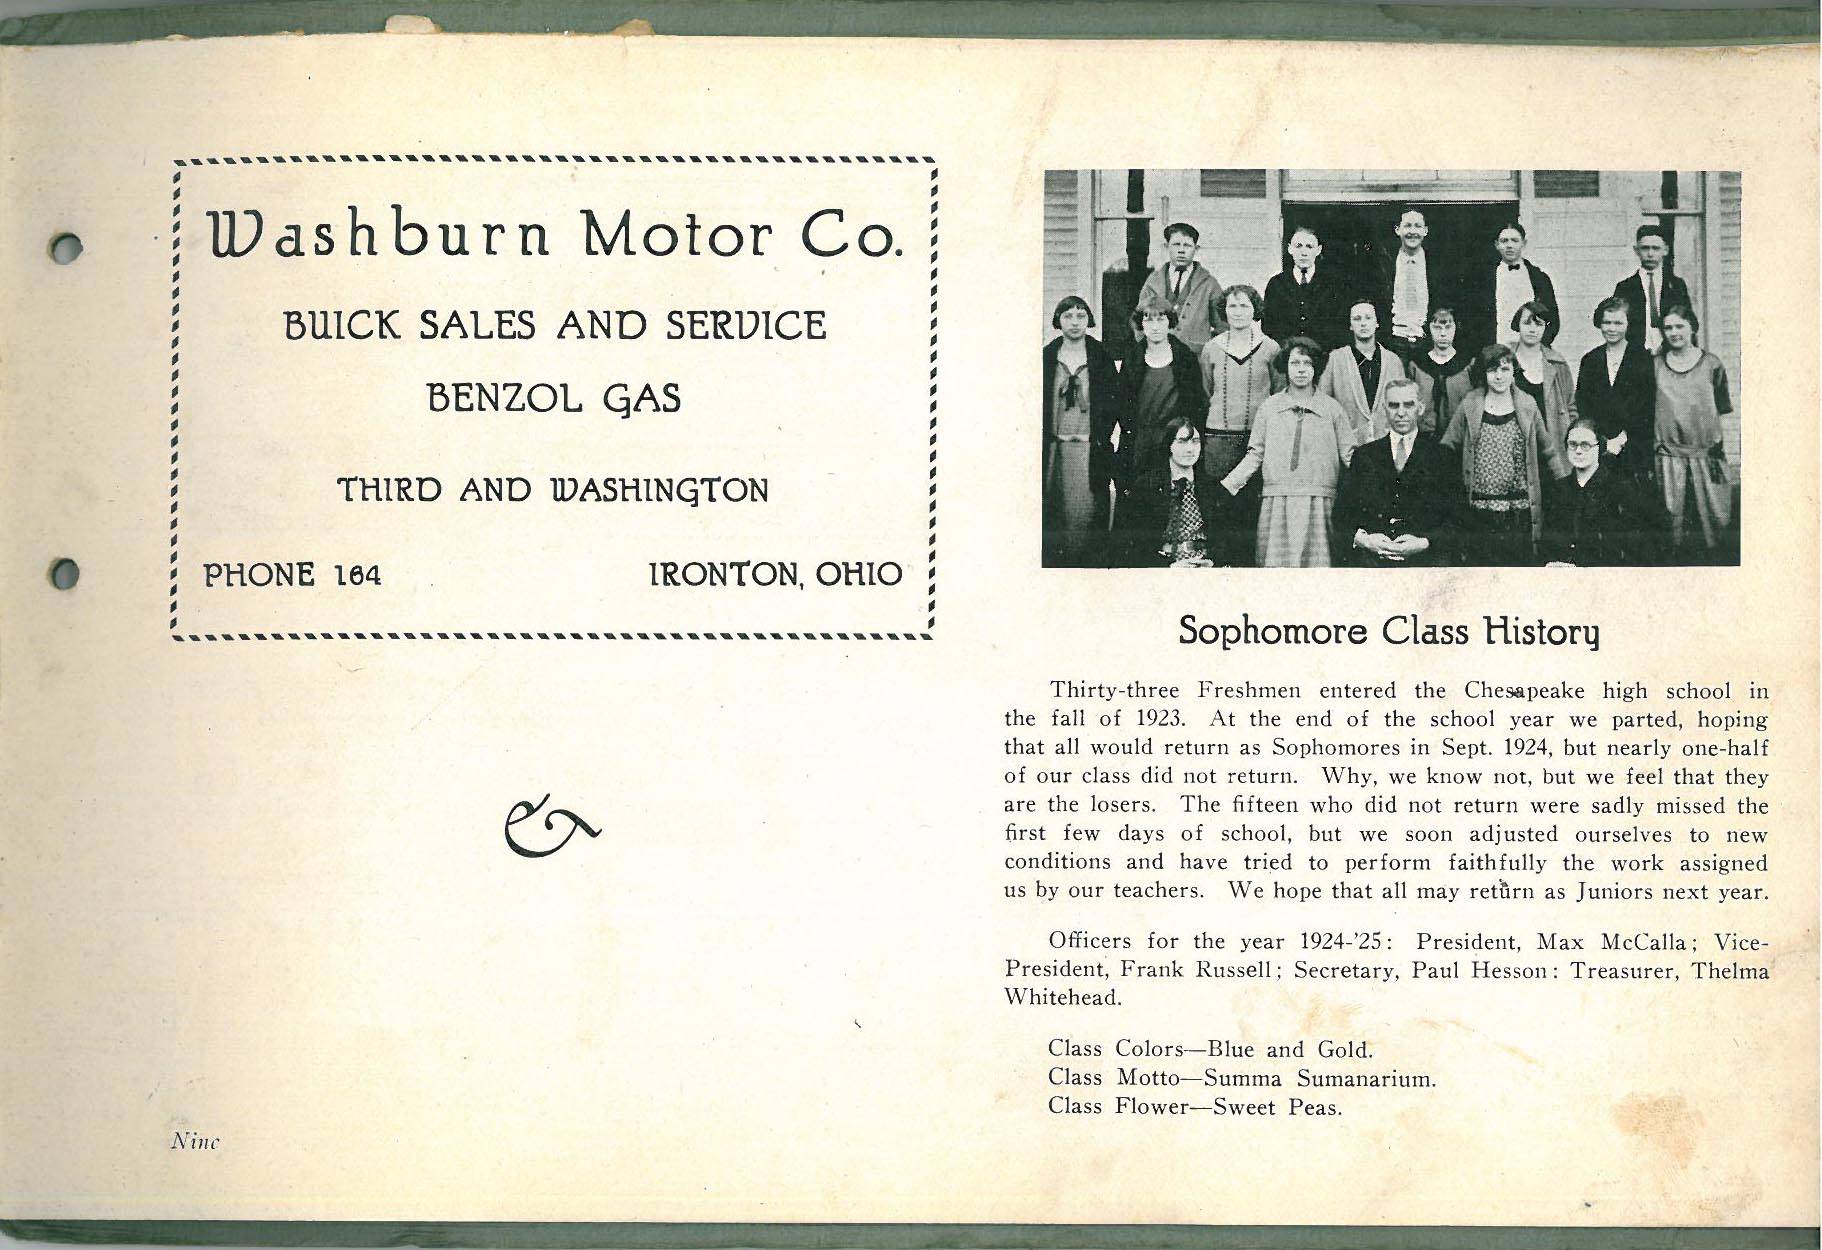 Washburn Motor Co.
BUICK SALES AND SERVICE
BENZOL GAS
THIRD AND WASHINGTON
PHONE 164 IRONTON, OHIO
&
Nine
Sophomore Class History
Thirty-three Freshmen entered the Chesapeake high school in
the fall of 1923. At the end of the school year we parted, hoping
that all would return as Sophomores in Sept. 1924, but nearly one-half
of our class did not return. Why, we know not, but we feel that they
are the losers. The fifteen who did not return were sadly missed the
first few days of school, but we soon adjusted ourselves to new
conditions and have tried to perform faithfully the work assigned
us by our teachers. We hope that all may return as Juniors next year.
Officers for the year 1924-'25: President, Max McCalla; Vice-
President, Frank Russell; Secretary, Paul Hesson: Treasurer, Thelma
Whitehead.
Class Colors—Blue and Gold.
Class Motto—Summa Sumanarium.
Class Flower—Sweet Peas.